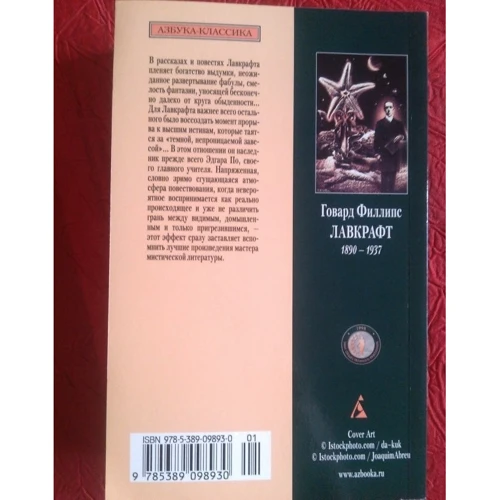 АЗБУКА-КЛАССИКА
В рассказах и повестях Лавкрафта
пленяет богатство выдумки, неожи-
данное развертывание фабулы, сме-
лость фантазии, уносящей бесконеч-
но далеко от круга обыденности...
Для Лавкрафта важнее всего осталь-
ного было воссоздать момент проры-
ва к высшим истинам, которые таят-
ся за «темной, непроницаемой заве-
сой»... В этом отношении он наслед-
ник прежде всего Эдгара По, свое-
го главного учителя. Напряженная,
словно зримо сгущающаяся атмо-
сфера повествования, когда неверо-
ятное воспринимается как реально
происходящее и уже не различить
грань между видимым, домышлен-
ным и только пригрезившимся, —
этот эффект сразу заставляет вспо-
мнить лучшие произведения мастера
мистической литературы.
Говард Филлипс
ЛАВКРАФТ
1890 – 1937
ISBN 978-5-389-09893-0
01
9 785389 098930
Cover Art
© Istockphoto.com / da-kuk
© Istockphoto.com / JoaquimAbreu
www.azbooka.ru